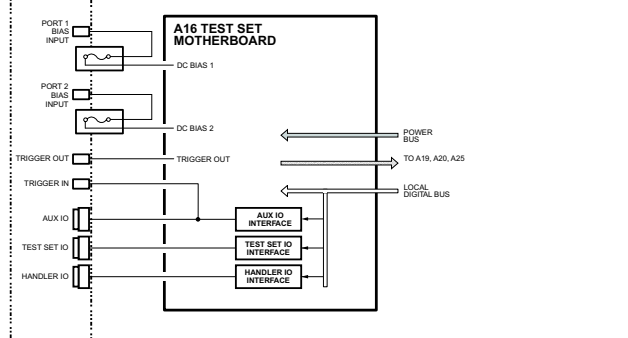 PORT 1
BIAS
INPUT
A16 TEST SET
MOTHERBOARD
DC BIAS 1
PORT 2
BIAS
INPUT
DC BIAS 2
POWER
BUS
TRIGGER OUT
TRIGGER OUT
TO A19, A20, A25
TRIGGER IN
LOCAL
DIGITAL BUS
AUX IO
AUX IO
INTERFACE
TEST SET IO
TEST SET IO
INTERFACE
HANDLER IO
HANDLER IO
INTERFACE